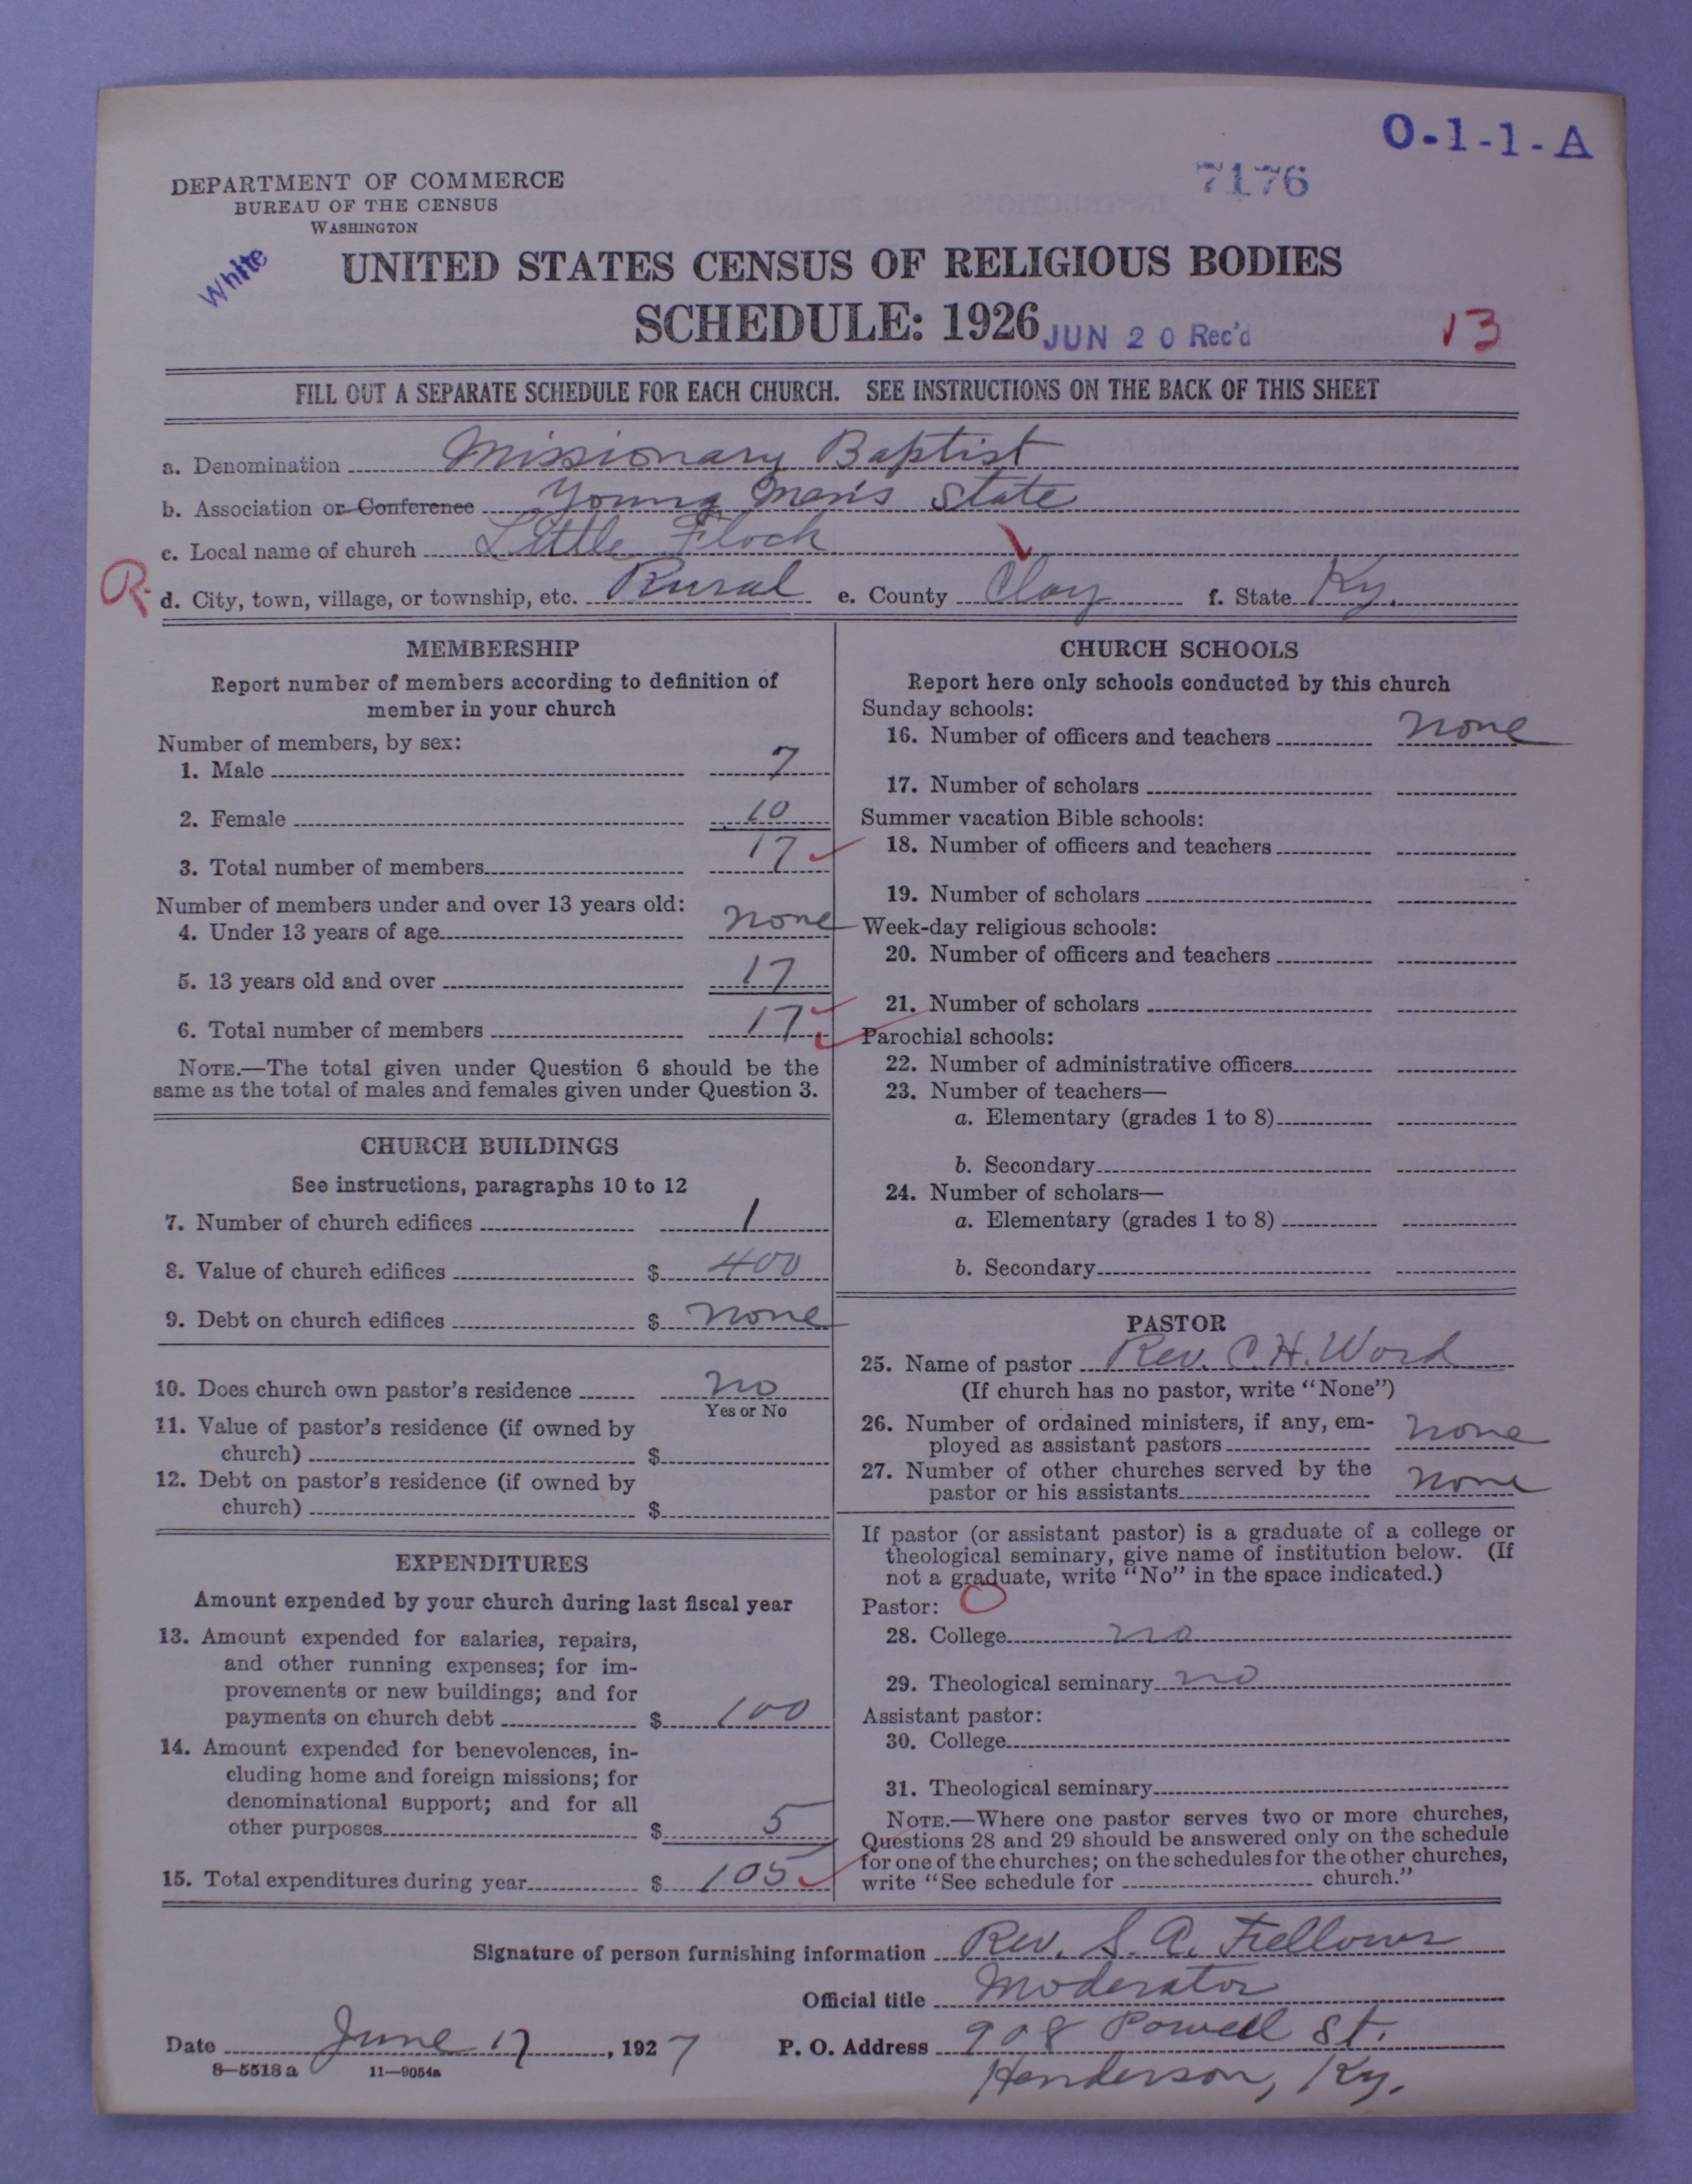 O-1-1-A
7176
DEPARTMENT OF COMMERCE
BUREAU OF THE CENSUS
WASHINGTON
White
UNITED STATES CENSUS OF RELIGIOUS BODIES
SCHEDULE: 1926
JUN 20 Rec'd
13
FILL OUT A SEPARATE SCHEDULE FOR EACH CHURCH. SEE INSTRUCTIONS ON THE BACK OF THIS SHEET
a. Denomination Missionary Baptist
b. Association or Conference Young Men's State
c. Local name of church Little Flock
R. d. City, town, village, or township, etc. Rural e. County Clay f. State Ky.
MEMBERSHIP
Report number of members according to definition of
member in your church
Number of members, by sex:
1. Male 7
2. Female 10
3. Total number of members 17
Number of members under and over 13 years old:
4. Under 13 years of age none
5. 13 years old and over 17
6. Total number of members 17
NOTE.—The total given under Question 6 should be the
same as the total of males and females given under Question 3.
CHURCH BUILDINGS
See instructions, paragraphs 10 to 12
7. Number of church edifices 1
8. Value of church edifices $ 400
9. Debt on church edifices $ none
10. Does church own pastor's residence no
Yes or No
11. Value of pastor's residence (if owned by
church) $
12. Debt on pastor's residence (if owned by
church) $
EXPENDITURES
Amount expended by your church during last fiscal year
13. Amount expended for salaries, repairs,
and other running expenses; for im-
provements or new buildings; and for
payments on church debt $ 100
14. Amount expended for benevolences, in-
cluding home and foreign missions; for
denominational support; and for all
other purposes $ 5
15. Total expenditures during year $ 105
CHURCH SCHOOLS
Report here only schools conducted by this church
Sunday schools:
16. Number of officers and teachers none
17. Number of scholars
Summer vacation Bible schools:
18. Number of officers and teachers
19. Number of scholars
Week-day religious schools:
20. Number of officers and teachers
21. Number of scholars
Parochial schools:
22. Number of administrative officers
23. Number of teachers—
a. Elementary (grades 1 to 8)
b. Secondary
24. Number of scholars—
a. Elementary (grades 1 to 8)
b. Secondary
PASTOR
25. Name of pastor Rev. C. H. Word
(If church has no pastor, write "None")
26. Number of ordained ministers, if any, em-
ployed as assistant pastors none
27. Number of other churches served by the
pastor or his assistants none
If pastor (or assistant pastor) is a graduate of a college or
theological seminary, give name of institution below. (If
not a graduate, write "No" in the space indicated.)
Pastor: O
28. College no
29. Theological seminary no
Assistant pastor:
30. College
31. Theological seminary
NOTE.—Where one pastor serves two or more churches,
Questions 28 and 29 should be answered only on the schedule
for one of the churches; on the schedules for the other churches,
write "See schedule for church."
Signature of person furnishing information Rev. S. A. Fellows
Official title Moderator
Date June 17, 1927 P. O. Address 908 Powell St.
8—5518 a 11—9054a Henderson, Ky.